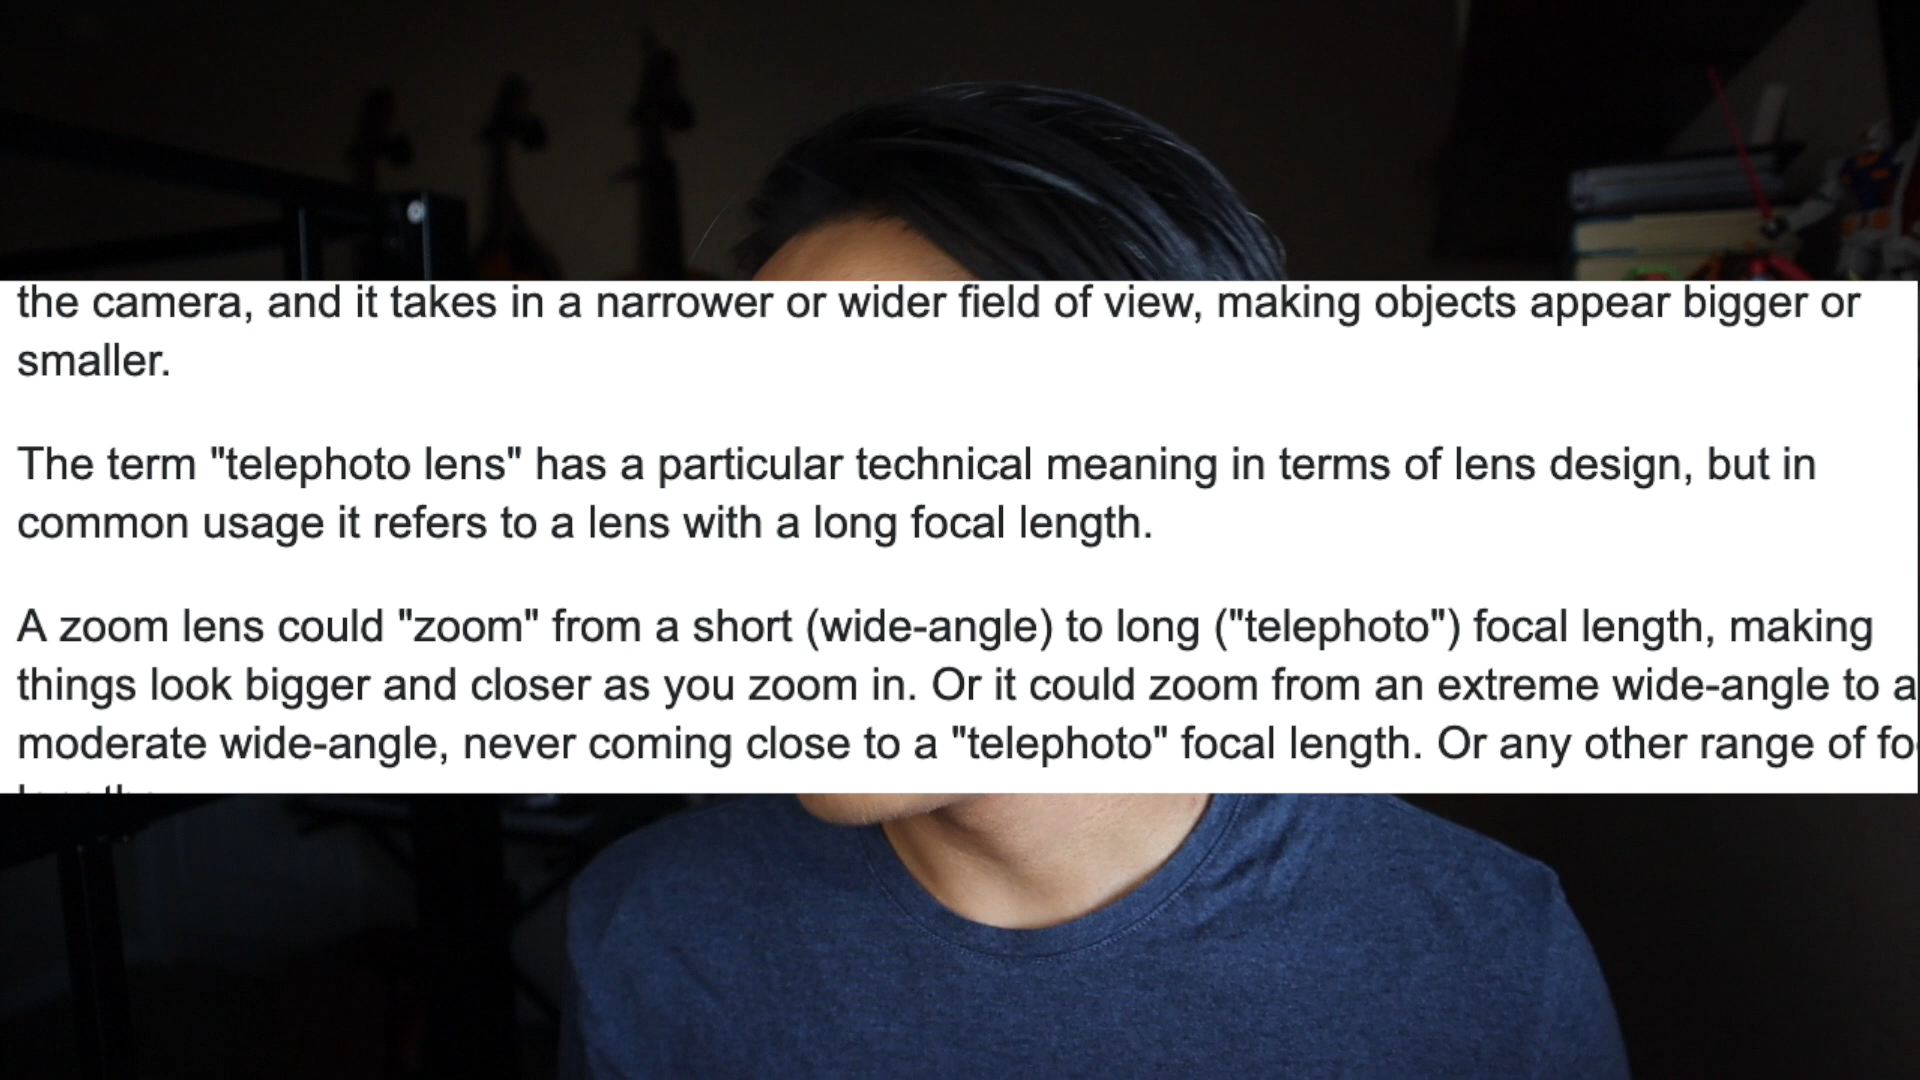 the camera, and it takes in a narrower or wider field of view, making objects appear bigger or
smaller.
The term "telephoto lens" has a particular technical meaning in terms of lens design, but in
common usage it refers to a lens with a long focal length.
A zoom lens could "zoom" from a short (wide-angle) to long ("telephoto") focal length, making
things look bigger and closer as you zoom in. Or it could zoom from an extreme wide-angle to a
moderate wide-angle, never coming close to a "telephoto" focal length. Or any other range of